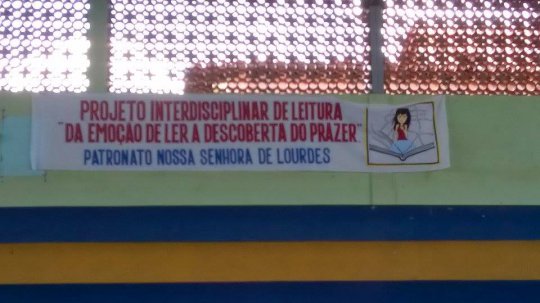 PROJETO INTERDISCIPLINAR DE LEITURA
"DA EMOÇÃO DE LER A DESCOBERTA DO PRAZER"
PATRONATO NOSSA SENHORA DE LOURDES